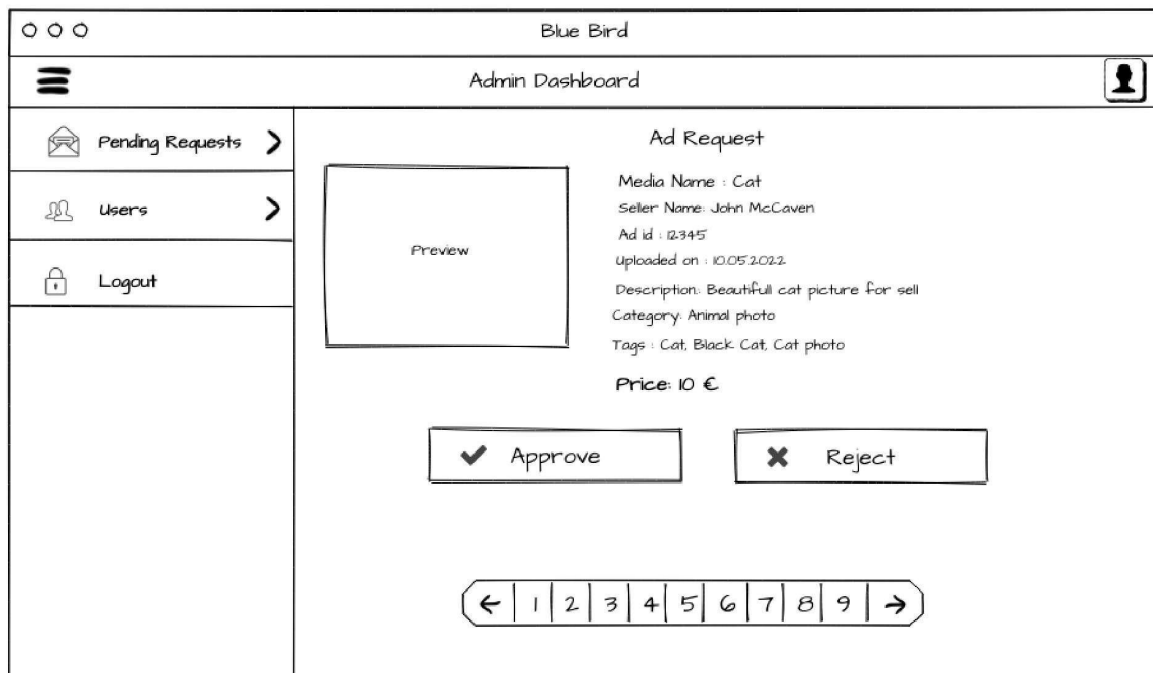 Blue Bird
Admin Dashboard
Pending Requests
Users
Logout
Ad Request
Preview
Media Name : Cat
Seller Name: John McCaven
Ad id : 12345
Uploaded on : 10.05.2022
Description: Beautifull cat picture for sell
Category: Animal photo
Tags : Cat, Black Cat, Cat photo
Price: 10 €
Approve
Reject
← 1 2 3 4 5 6 7 8 9 →